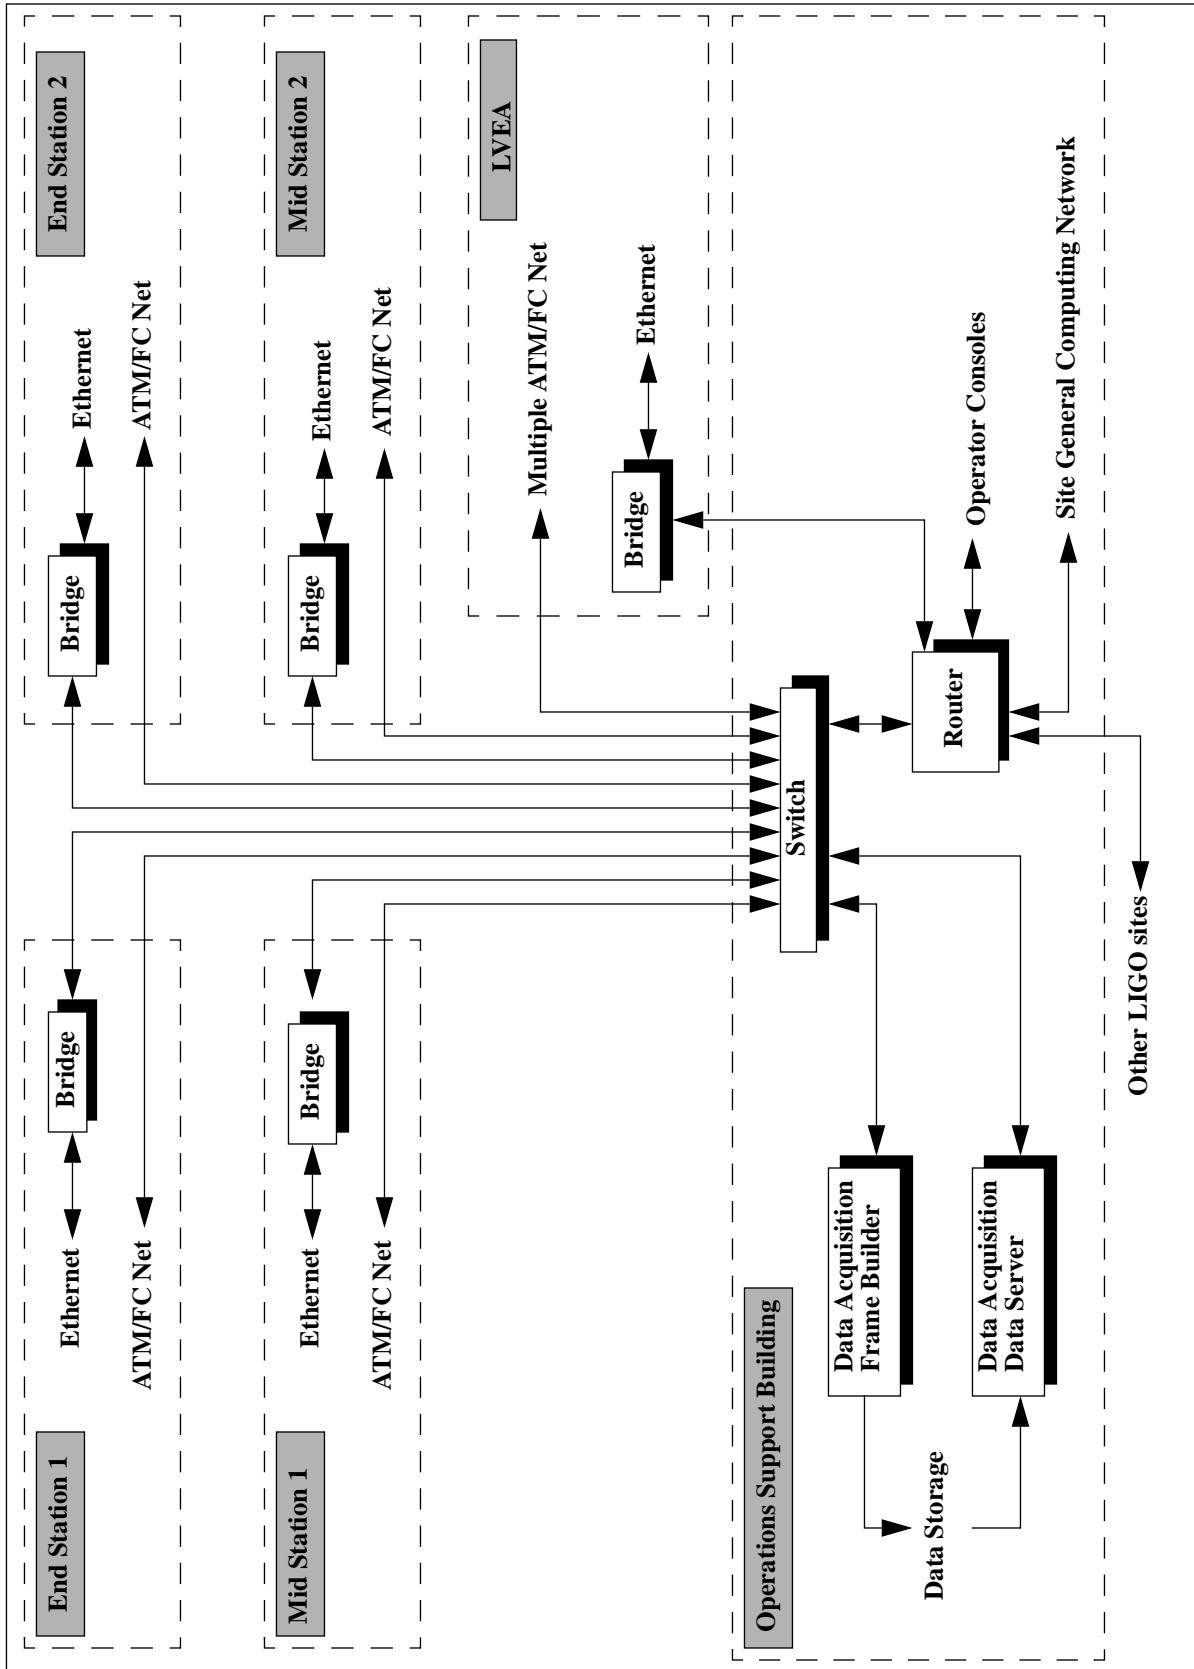 End Station 1
Ethernet
Bridge
ATM/FC Net
End Station 2
Bridge
Ethernet
ATM/FC Net
Mid Station 1
Ethernet
Bridge
ATM/FC Net
Mid Station 2
Bridge
Ethernet
ATM/FC Net
LVEA
Multiple ATM/FC Net
Bridge
Ethernet
Operations Support Building
Switch
Data Acquisition
Frame Builder
Data Storage
Data Acquisition
Data Server
Router
Operator Consoles
Site General Computing Network
Other LIGO sites